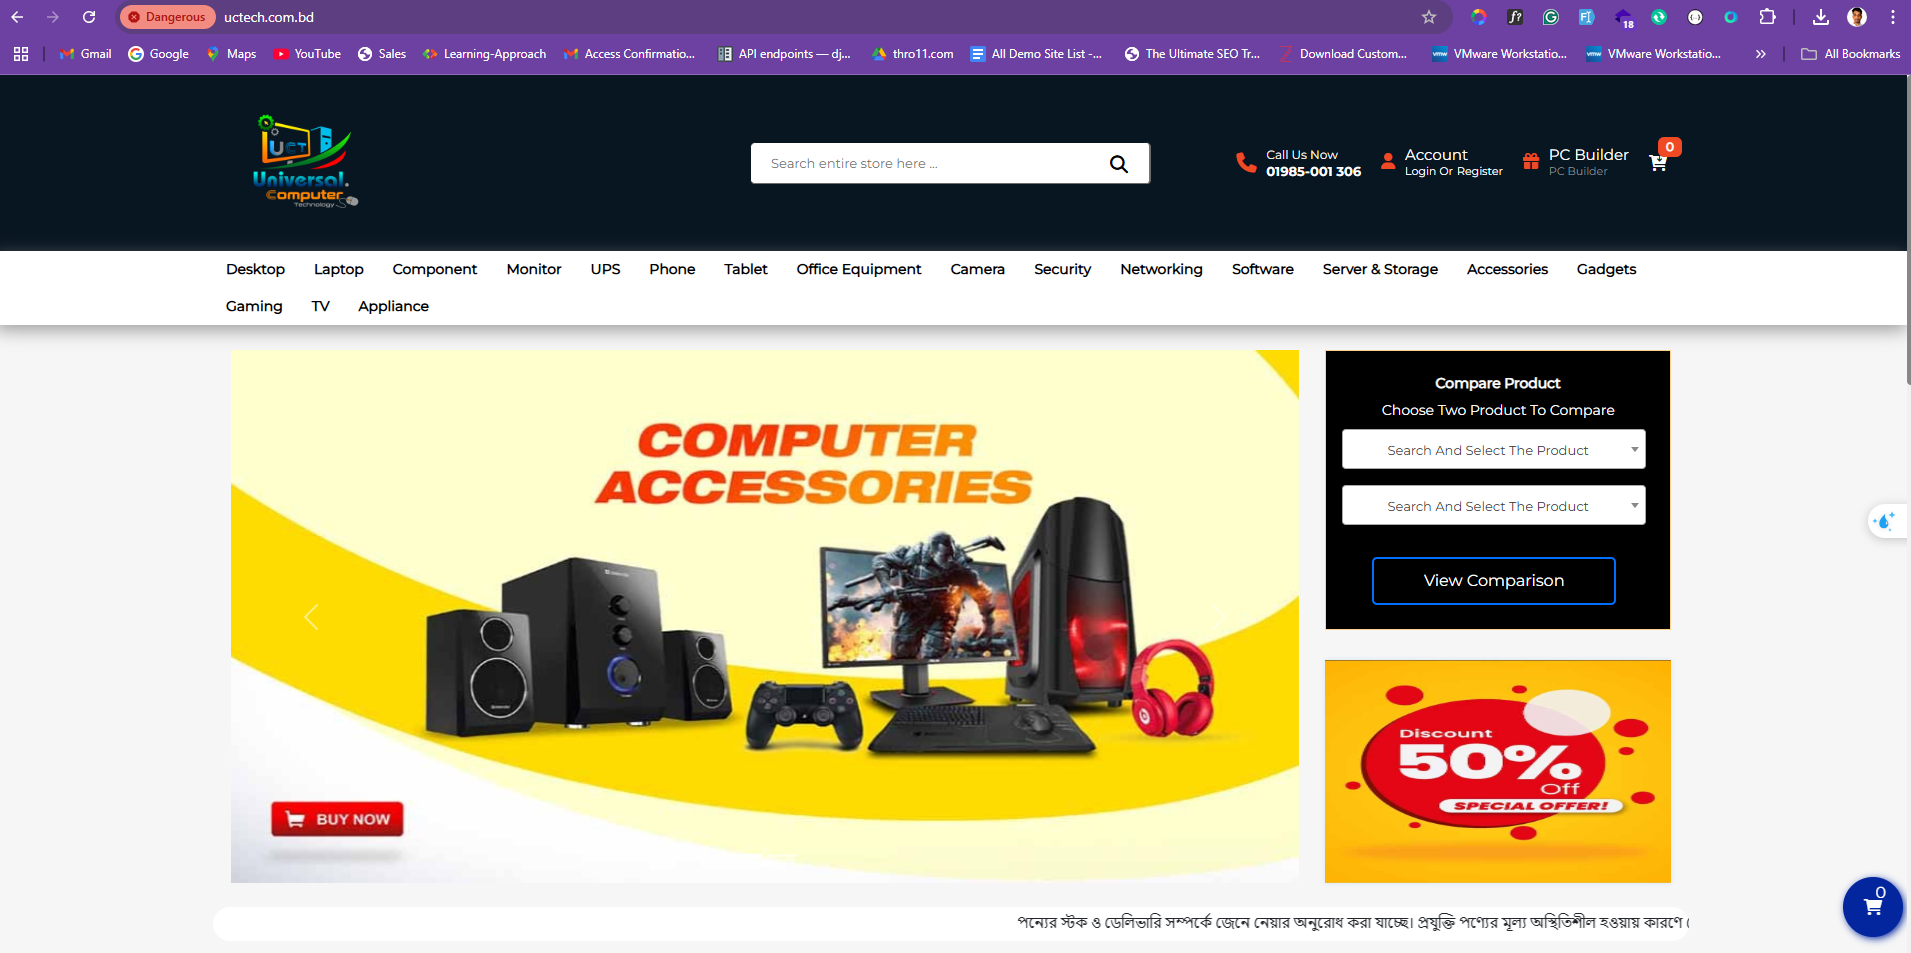 Dangerous uctech.com.bd
18
Gmail Google Maps YouTube Sales Learning-Approach Access Confirmatio... API endpoints — dj... thro11.com All Demo Site List -... The Ultimate SEO Tr... Download Custom... VMware Workstatio... VMware Workstatio... » All Bookmarks
UCT
Universal.
Computer
Technology
Search entire store here ...
Call Us Now
01985-001 306
Account
Login Or Register
PC Builder
PC Builder
0
Desktop Laptop Component Monitor UPS Phone Tablet Office Equipment Camera Security Networking Software Server & Storage Accessories Gadgets
Gaming TV Appliance
COMPUTER
ACCESSORIES
BUY NOW
Compare Product
Choose Two Product To Compare
Search And Select The Product
Search And Select The Product
View Comparison
Discount
50%
Off
SPECIAL OFFER!
0
পন্যের স্টক ও ডেলিভারি সম্পর্কে জেনে নেয়ার অনুরোধ করা যাচ্ছে। প্রযুক্তি পণ্যের মূল্য অস্থিতিশীল হওয়ায় কারণে